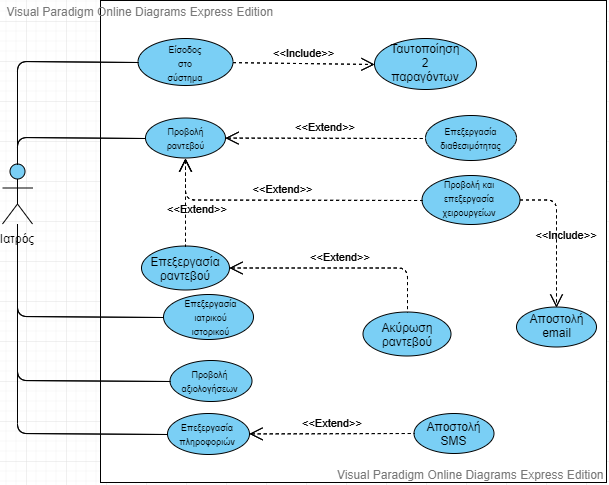 Visual Paradigm Online Diagrams Express Edition
Είσοδος
στο
σύστημα
<<Include>>
Ταυτοποίηση
2
παραγόντων
Προβολή
ραντεβού
<<Extend>>
Επεξεργασία
διαθεσιμότητας
<<Extend>>
Προβολή και
επεξεργασία
χειρουργείων
<<Extend>>
Ιατρός
<<Include>>
Επεξεργασία
ραντεβού
<<Extend>>
Επεξεργασία
ιατρικού
ιστορικού
Ακύρωση
ραντεβού
Αποστολή
email
Προβολή
αξιολογήσεων
Επεξεργασία
πληροφοριών
<<Extend>>
Αποστολή
SMS
Visual Paradigm Online Diagrams Express Edition